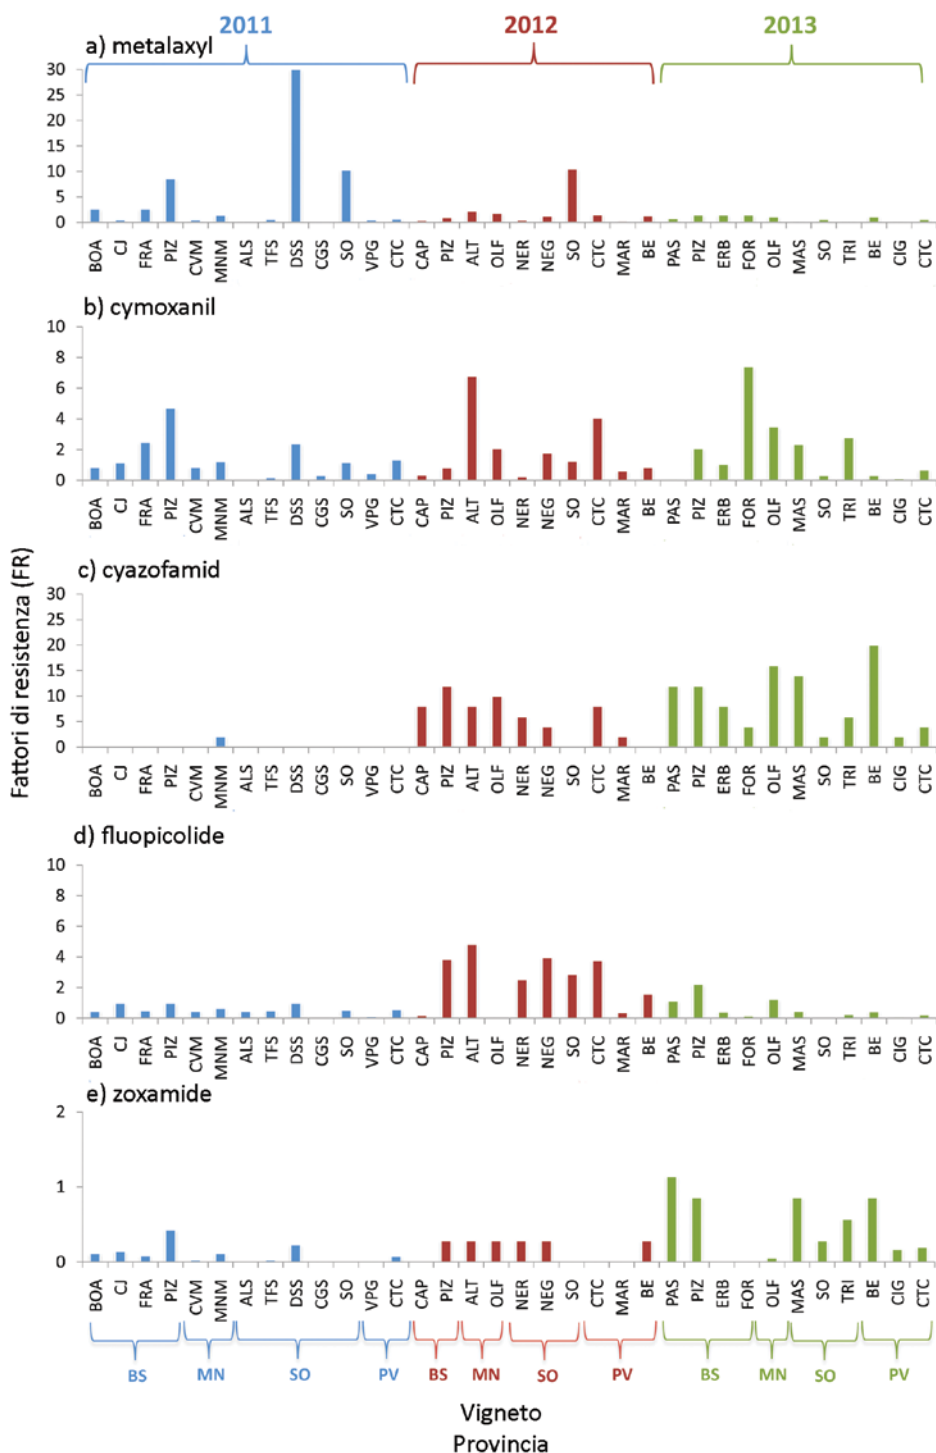 2011 2012 2013
a) metalaxyl
30
25
20
15
10
5
0
BOA CJ FRA PIZ CVM MNM ALS TFS DSS CGS SO VPG CTC CAP PIZ ALT OLF NER NEG SO CTC MAR BE PAS PIZ ERB FOR OLF MAS SO TRI BE CIG CTC
b) cymoxanil
10
8
6
4
2
0
BOA CJ FRA PIZ CVM MNM ALS TFS DSS CGS SO VPG CTC CAP PIZ ALT OLF NER NEG SO CTC MAR BE PAS PIZ ERB FOR OLF MAS SO TRI BE CIG CTC
Fattori di resistenza (FR)
c) cyazofamid
30
25
20
15
10
5
0
BOA CJ FRA PIZ CVM MNM ALS TFS DSS CGS SO VPG CTC CAP PIZ ALT OLF NER NEG SO CTC MAR BE PAS PIZ ERB FOR OLF MAS SO TRI BE CIG CTC
d) fluopicolide
10
8
6
4
2
0
BOA CJ FRA PIZ CVM MNM ALS TFS DSS CGS SO VPG CTC CAP PIZ ALT OLF NER NEG SO CTC MAR BE PAS PIZ ERB FOR OLF MAS SO TRI BE CIG CTC
e) zoxamide
2
1
0
BOA CJ FRA PIZ CVM MNM ALS TFS DSS CGS SO VPG CTC CAP PIZ ALT OLF NER NEG SO CTC MAR BE PAS PIZ ERB FOR OLF MAS SO TRI BE CIG CTC
BS MN SO PV BS MN SO PV BS MN SO PV
Vigneto
Provincia